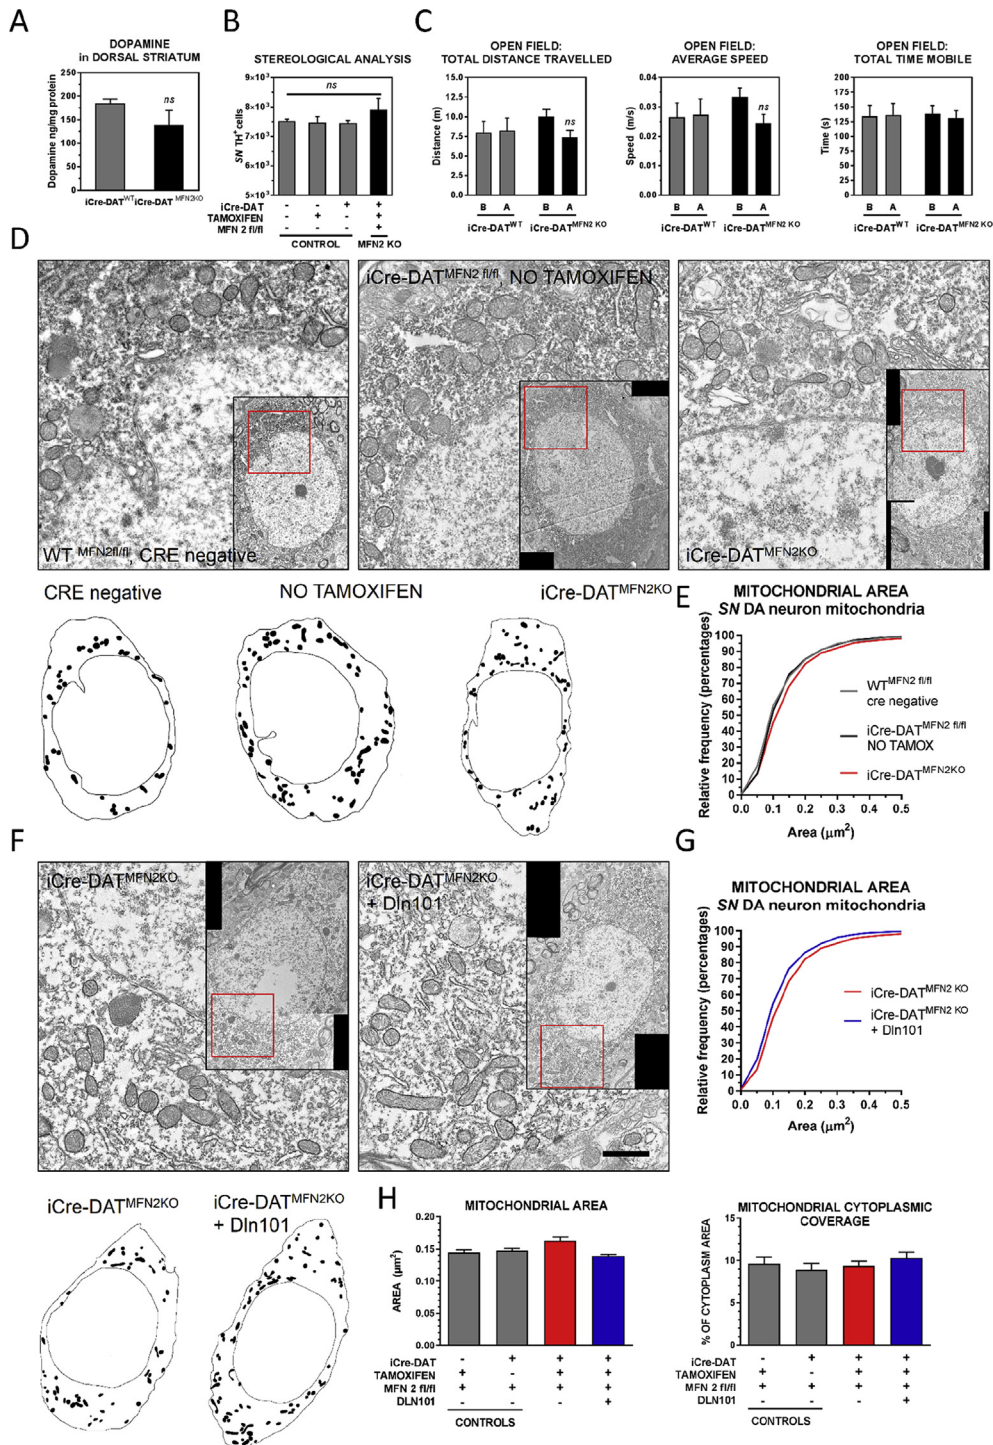 A
DOPAMINE
in DORSAL STRIATUM
Dopamine ng/mg protein
250
200
150
100
50
0
ns
iCre-DAT^WT iCre-DAT^MFN2KO
B
STEREOLOGICAL ANALYSIS
SN TH⁺ cells
9×10³
8×10³
7×10³
6×10³
5×10³
ns
iCre-DAT - - + +
TAMOXIFEN - + - +
MFN 2 fl/fl - - - +
CONTROL MFN2 KO
C
OPEN FIELD:
TOTAL DISTANCE TRAVELLED
Distance (m)
15.0
12.5
10.0
7.5
5.0
2.5
0.0
ns
B A B A
iCre-DAT^WT iCre-DAT^MFN2 KO
OPEN FIELD:
AVERAGE SPEED
Speed (m/s)
0.04
0.03
0.02
0.01
0.00
ns
B A B A
iCre-DAT^WT iCre-DAT^MFN2 KO
OPEN FIELD:
TOTAL TIME MOBILE
Time (s)
200
150
100
50
0
B A B A
iCre-DAT^WT iCre-DAT^MFN2 KO
D
WT^MFN2fl/fl, CRE negative
iCre-DAT^MFN2 fl/fl, NO TAMOXIFEN
iCre-DAT^MFN2KO
CRE negative
NO TAMOXIFEN
iCre-DAT^MFN2KO
E
MITOCHONDRIAL AREA
SN DA neuron mitochondria
Relative frequency (percentages)
100
90
80
70
60
50
40
30
20
10
0
0.0 0.1 0.2 0.3 0.4 0.5
Area (μm²)
WT^MFN2 fl/fl
cre negative
iCre-DAT^MFN2 fl/fl
NO TAMOX
iCre-DAT^MFN2KO
F
iCre-DAT^MFN2KO
iCre-DAT^MFN2KO
+ Dln101
iCre-DAT^MFN2KO
iCre-DAT^MFN2KO
+ Dln101
G
MITOCHONDRIAL AREA
SN DA neuron mitochondria
Relative frequency (percentages)
100
90
80
70
60
50
40
30
20
10
0
0.0 0.1 0.2 0.3 0.4 0.5
Area (μm²)
iCre-DAT^MFN2 KO
iCre-DAT^MFN2 KO
+ Dln101
H
MITOCHONDRIAL AREA
AREA (μm²)
0.20
0.15
0.10
0.05
0.00
iCre-DAT - + + +
TAMOXIFEN - - + +
MFN 2 fl/fl + + + +
DLN101 +
CONTROLS
MITOCHONDRIAL CYTOPLASMIC
COVERAGE
% OF CYTOPLASM AREA
15
10
5
0
iCre-DAT - + + +
TAMOXIFEN - - + +
MFN 2 fl/fl + + + +
DLN101 +
CONTROLS